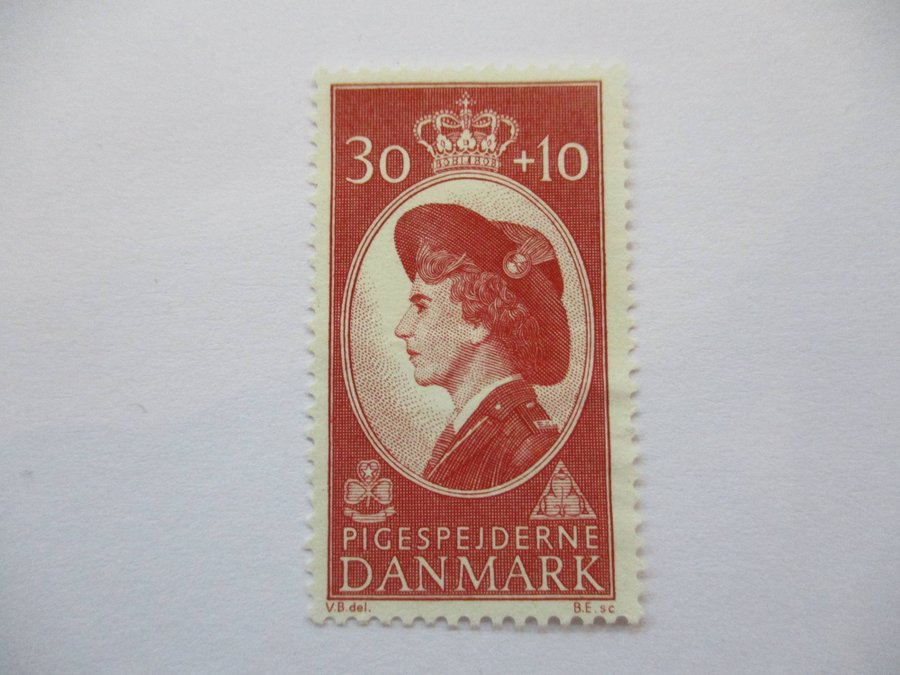 30 +10
PIGESPEJDERNE
DANMARK
V.B.del. B.E.sc